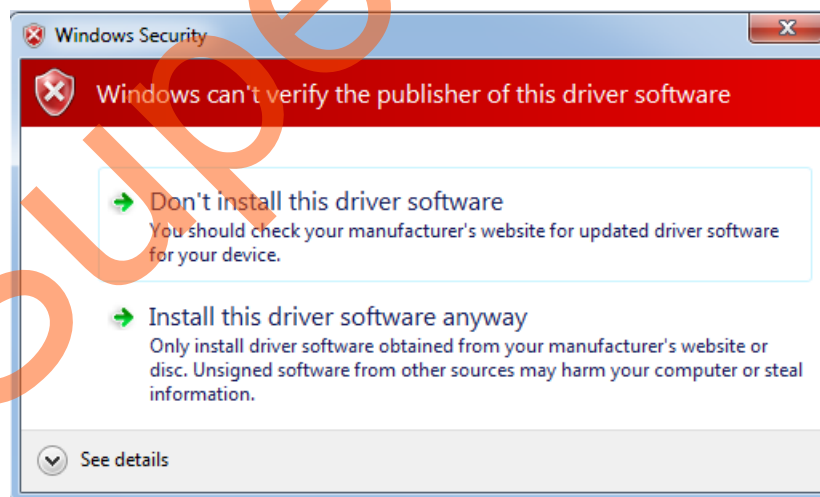 Windows Security
Windows can't verify the publisher of this driver software
Don't install this driver software
You should check your manufacturer's website for updated driver software
for your device.
Install this driver software anyway
Only install driver software obtained from your manufacturer's website or
disc. Unsigned software from other sources may harm your computer or steal
information.
See details
Supe